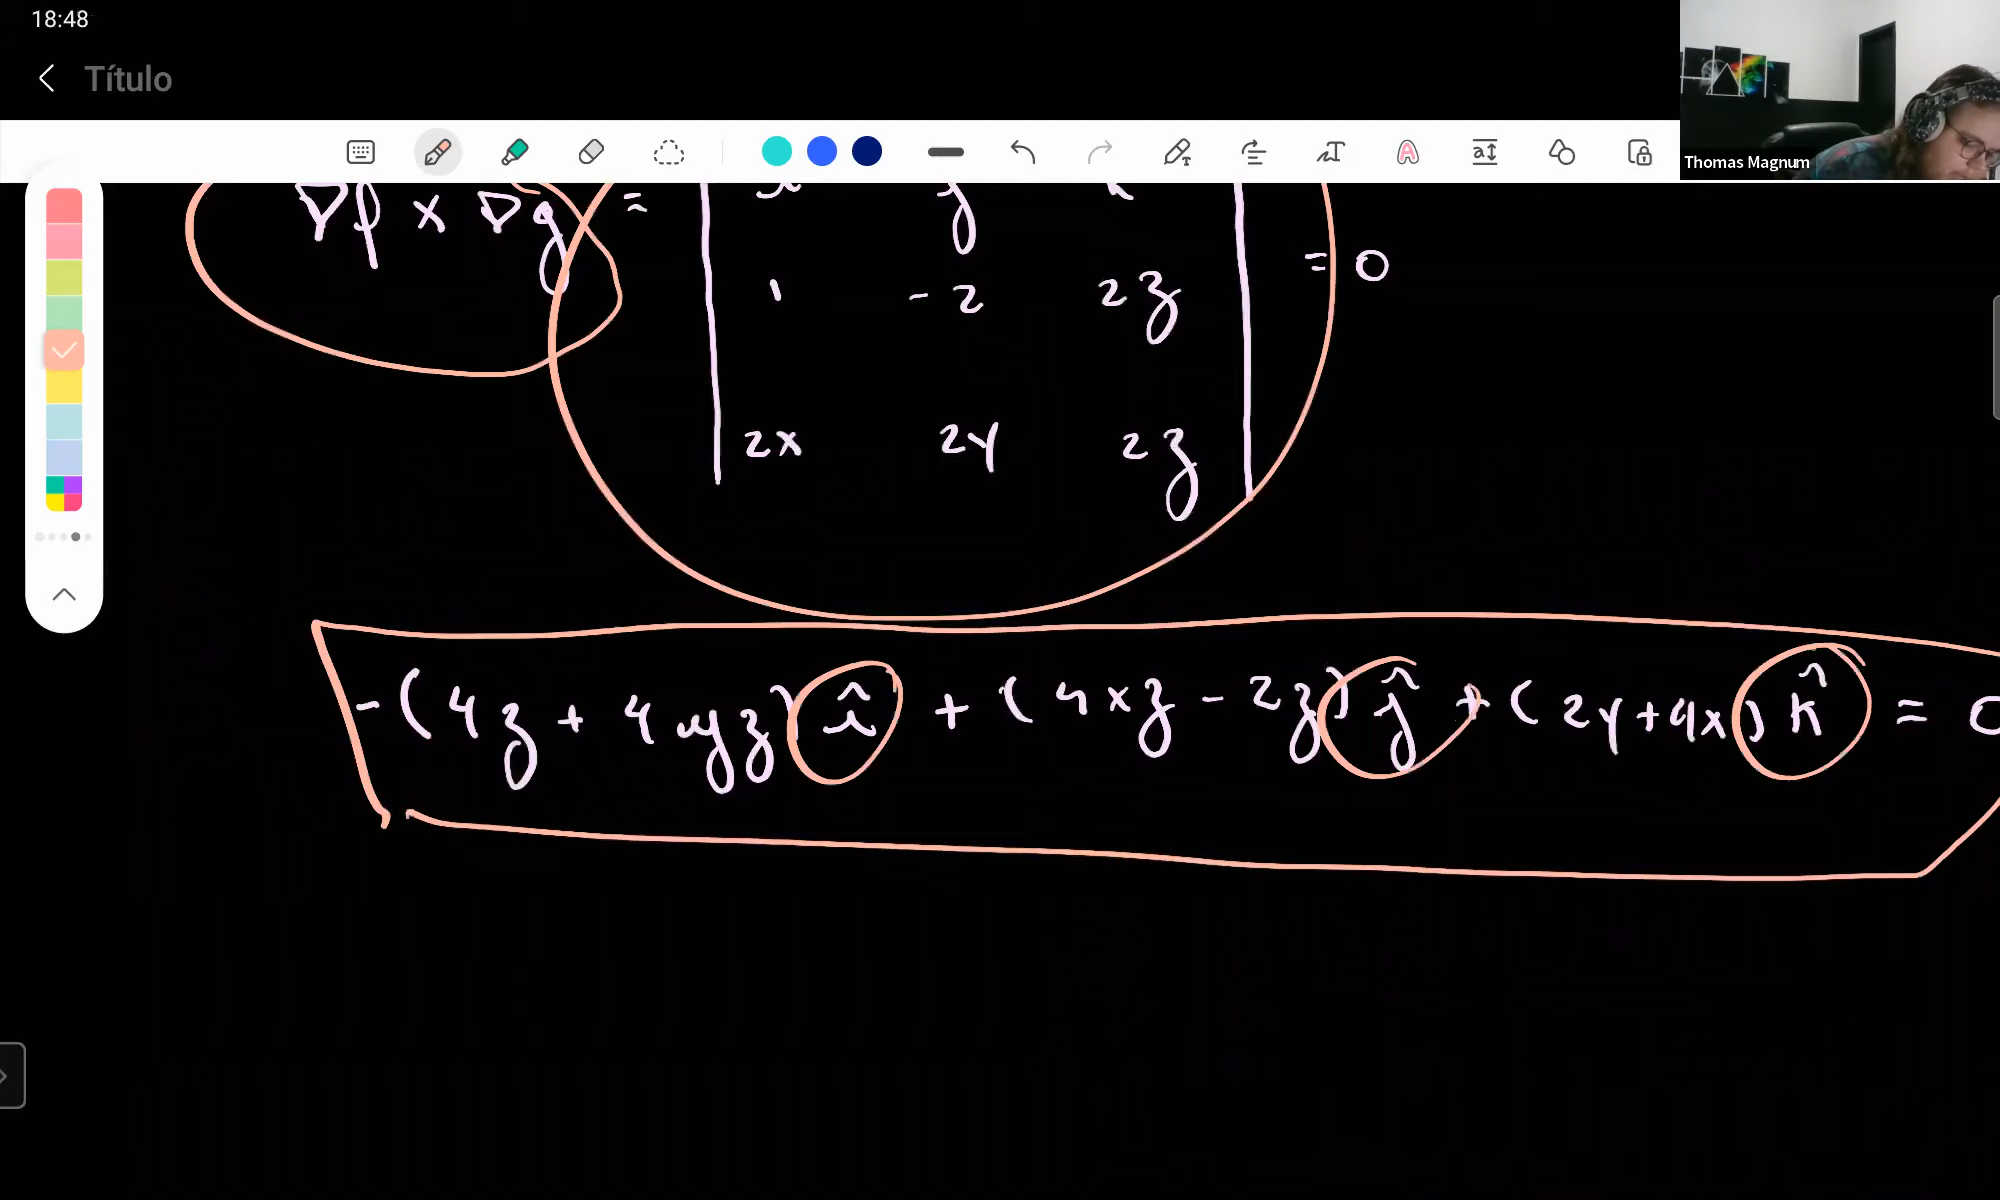 18:48
Título
Thomas Magnum
∇f × ∇g = | i j k |
| 1 -2 2z | = 0
| 2x 2y 2z |
-(4z + 4yz) î + (4xz - 2z) ĵ + (2y + 4x) k̂ = 0